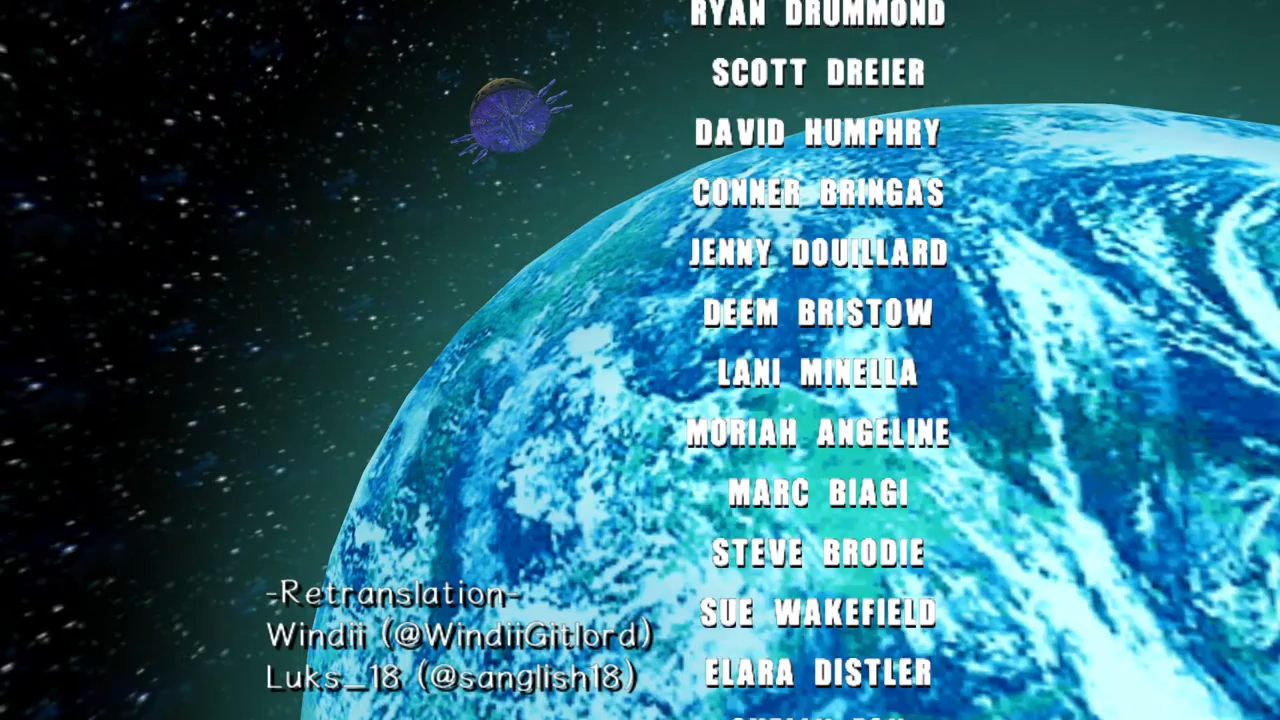 RYAN DRUMMOND
SCOTT DREIER
DAVID HUMPHRY
CONNER BRINGAS
JENNY DOUILLARD
DEEM BRISTOW
LANI MINELLA
MORIAH ANGELINE
MARC BIAGI
STEVE BRODIE
SUE WAKEFIELD
ELARA DISTLER
-Retranslation-
Windii (@WindiiGitlord)
Luks_18 (@sanglish18)